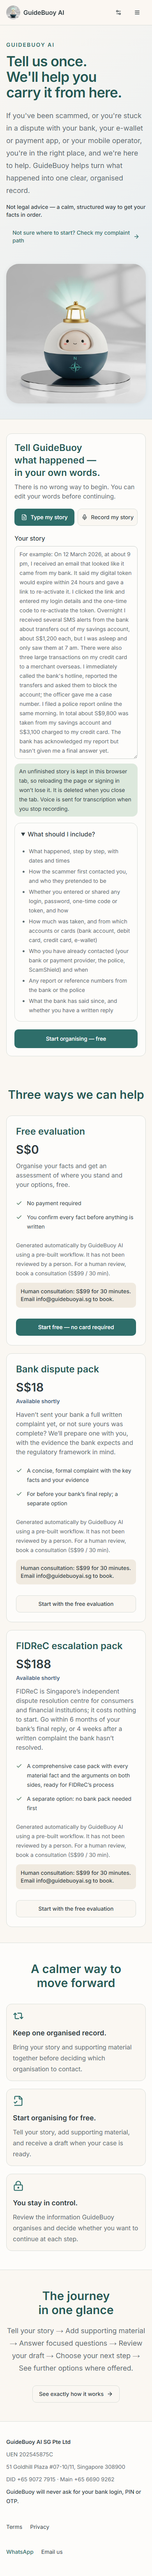 GuideBuoy AI
GUIDEBUOY AI
Tell us once.
We'll help you
carry it from here.
If you've been scammed, or you're stuck
in a dispute with your bank, your e-wallet
or payment app, or your mobile operator,
you're in the right place, and we're here
to help. GuideBuoy helps turn what
happened into one clear, organised
record.
Not legal advice — a calm, structured way to get your
facts in order.
Not sure where to start? Check my complaint
path
Tell GuideBuoy
what happened —
in your own words.
There is no wrong way to begin. You can
edit your words before continuing.
Type my story
Record my story
Your story
For example: On 12 March 2026, at about 9
pm, I received an email that looked like it
came from my bank. It said my digital token
would expire within 24 hours and gave a
link to re-activate it. I clicked the link and
entered my login details and the one-time
code to re-activate the token. Overnight I
received several SMS alerts from the bank
about transfers out of my savings account,
about S$1,200 each, but I was asleep and
only saw them at 7 am. There were also
three large transactions on my credit card
to a merchant overseas. I immediately
called the bank's hotline, reported the
transfers and asked them to block the
account; the officer gave me a case
number. I filed a police report online the
same morning. In total about S$9,800 was
taken from my savings account and
S$3,100 charged to my credit card. The
bank has acknowledged my report but
hasn't given me a final answer yet.
An unfinished story is kept in this browser
tab, so reloading the page or signing in
won't lose it. It is deleted when you close
the tab. Voice is sent for transcription when
you stop recording.
▼ What should I include?
• What happened, step by step, with
dates and times
• How the scammer first contacted you,
and who they pretended to be
• Whether you entered or shared any
login, password, one-time code or
token, and how
• How much was taken, and from which
accounts or cards (bank account, debit
card, credit card, e-wallet)
• Who you have already contacted (your
bank or payment provider, the police,
ScamShield) and when
• Any report or reference numbers from
the bank or the police
• What the bank has said since, and
whether you have a written reply
Start organising — free
Three ways we can help
Free evaluation
S$0
Organise your facts and get an
assessment of where you stand and
your options, free.
No payment required
You confirm every fact before anything is
written
Generated automatically by GuideBuoy AI
using a pre-built workflow. It has not been
reviewed by a person. For a human review,
book a consultation (S$99 / 30 min).
Human consultation: S$99 for 30 minutes.
Email info@guidebuoyai.sg to book.
Start free — no card required
Bank dispute pack
S$18
Available shortly
Haven't sent your bank a full written
complaint yet, or not sure yours was
complete? We'll prepare one with you,
with the evidence the bank expects and
the regulatory framework in mind.
A concise, formal complaint with the key
facts and your evidence
For before your bank's final reply; a
separate option
Generated automatically by GuideBuoy AI
using a pre-built workflow. It has not been
reviewed by a person. For a human review,
book a consultation (S$99 / 30 min).
Human consultation: S$99 for 30 minutes.
Email info@guidebuoyai.sg to book.
Start with the free evaluation
FIDReC escalation pack
S$188
Available shortly
FIDReC is Singapore's independent
dispute resolution centre for consumers
and financial institutions; it costs nothing
to start. Go within 6 months of your
bank's final reply, or 4 weeks after a
written complaint the bank hasn't
resolved.
A comprehensive case pack with every
material fact and the arguments on both
sides, ready for FIDReC's process
A separate option: no bank pack needed
first
Generated automatically by GuideBuoy AI
using a pre-built workflow. It has not been
reviewed by a person. For a human review,
book a consultation (S$99 / 30 min).
Human consultation: S$99 for 30 minutes.
Email info@guidebuoyai.sg to book.
Start with the free evaluation
A calmer way to
move forward
Keep one organised record.
Bring your story and supporting material
together before deciding which
organisation to contact.
Start organising for free.
Tell your story, add supporting material,
and receive a draft when your case is
ready.
You stay in control.
Review the information GuideBuoy
organises and decide whether you want to
continue at each step.
The journey
in one glance
Tell your story → Add supporting material
→ Answer focused questions → Review
your draft → Choose your next step →
See further options where offered.
See exactly how it works →
GuideBuoy AI SG Pte Ltd
UEN 202545875C
51 Goldhill Plaza #07-10/11, Singapore 308900
DID +65 9072 7915 · Main +65 6690 9262
GuideBuoy will never ask for your bank login, PIN or
OTP.
Terms Privacy
WhatsApp Email us